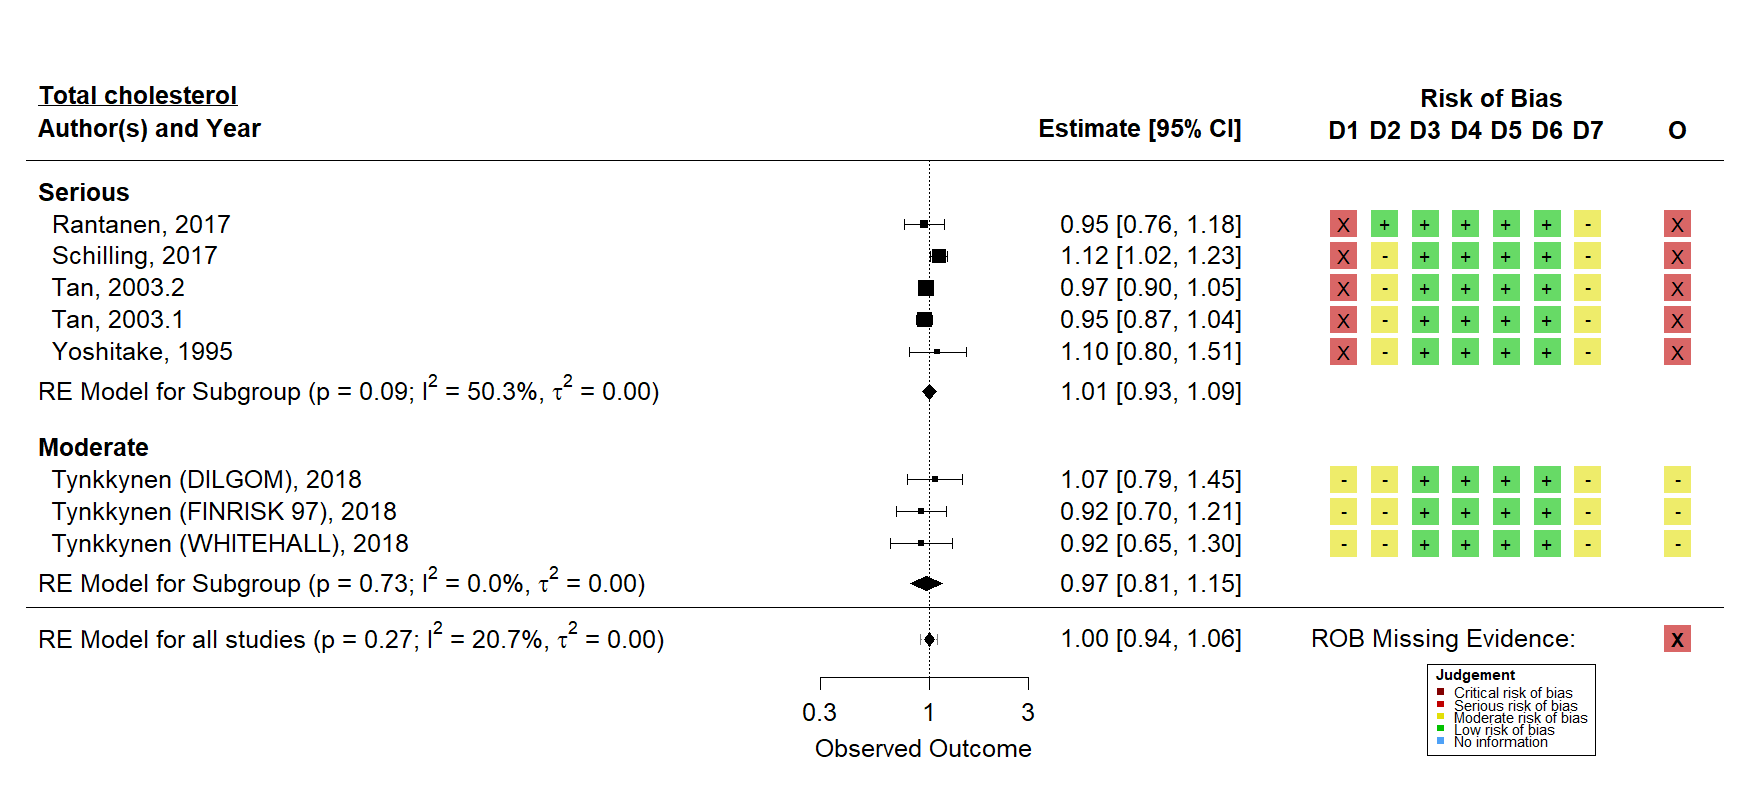 Total cholesterol
Risk of Bias
Author(s) and Year Estimate [95% CI] D1 D2 D3 D4 D5 D6 D7 O
Serious
Rantanen, 2017 0.95 [0.76, 1.18] X + + + + + - X
Schilling, 2017 1.12 [1.02, 1.23] X - + + + + - X
Tan, 2003.2 0.97 [0.90, 1.05] X - + + + + - X
Tan, 2003.1 0.95 [0.87, 1.04] X - + + + + - X
Yoshitake, 1995 1.10 [0.80, 1.51] X - + + + + - X
RE Model for Subgroup (p = 0.09; I² = 50.3%, τ² = 0.00) 1.01 [0.93, 1.09]
Moderate
Tynkkynen (DILGOM), 2018 1.07 [0.79, 1.45] - - + + + + - -
Tynkkynen (FINRISK 97), 2018 0.92 [0.70, 1.21] - - + + + + - -
Tynkkynen (WHITEHALL), 2018 0.92 [0.65, 1.30] - - + + + + - -
RE Model for Subgroup (p = 0.73; I² = 0.0%, τ² = 0.00) 0.97 [0.81, 1.15]
RE Model for all studies (p = 0.27; I² = 20.7%, τ² = 0.00) 1.00 [0.94, 1.06] ROB Missing Evidence: X
0.3 1 3
Observed Outcome
Judgement
Critical risk of bias
Serious risk of bias
Moderate risk of bias
Low risk of bias
No information